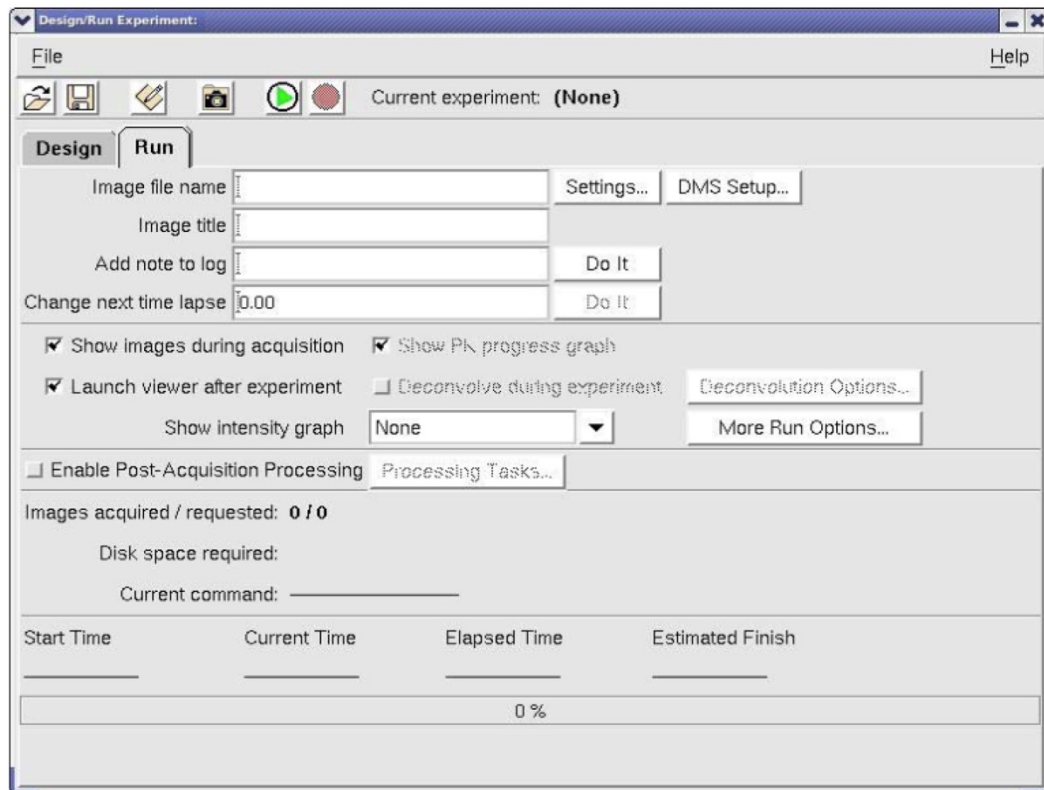 Design/Run Experiment:
File Help
Current experiment: (None)
Design Run
Image file name Settings... DMS Setup...
Image title
Add note to log Do It
Change next time lapse 0.00 Do It
Show images during acquisition Show PK progress graph
Launch viewer after experiment Deconvolve during experiment Deconvolution Options...
Show intensity graph None More Run Options...
Enable Post-Acquisition Processing Processing Tasks...
Images acquired / requested: 0 / 0
Disk space required:
Current command:
Start Time Current Time Elapsed Time Estimated Finish
0 %